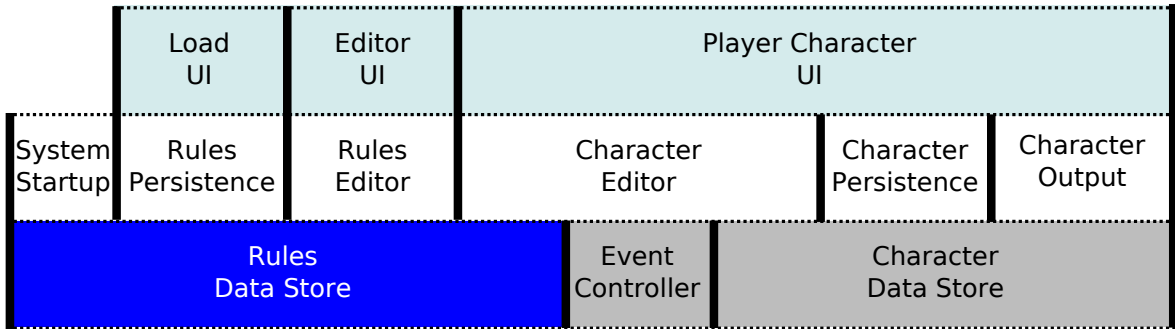 Load
UI
Editor
UI
Player Character
UI
System
Startup
Rules
Persistence
Rules
Editor
Character
Editor
Character
Persistence
Character
Output
Rules
Data Store
Event
Controller
Character
Data Store